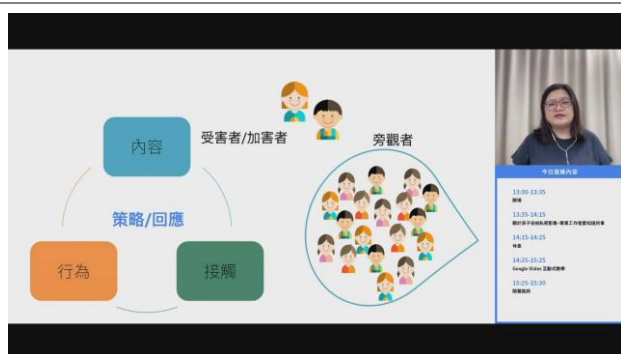 內容
受害者/加害者
旁觀者
策略/回應
行為
接觸
今日直播內容
13:30-13:35
開場
13:35-14:15
14:15-14:25
休息
14:25-15:25
Google Slides 互動式教學
15:25-15:30